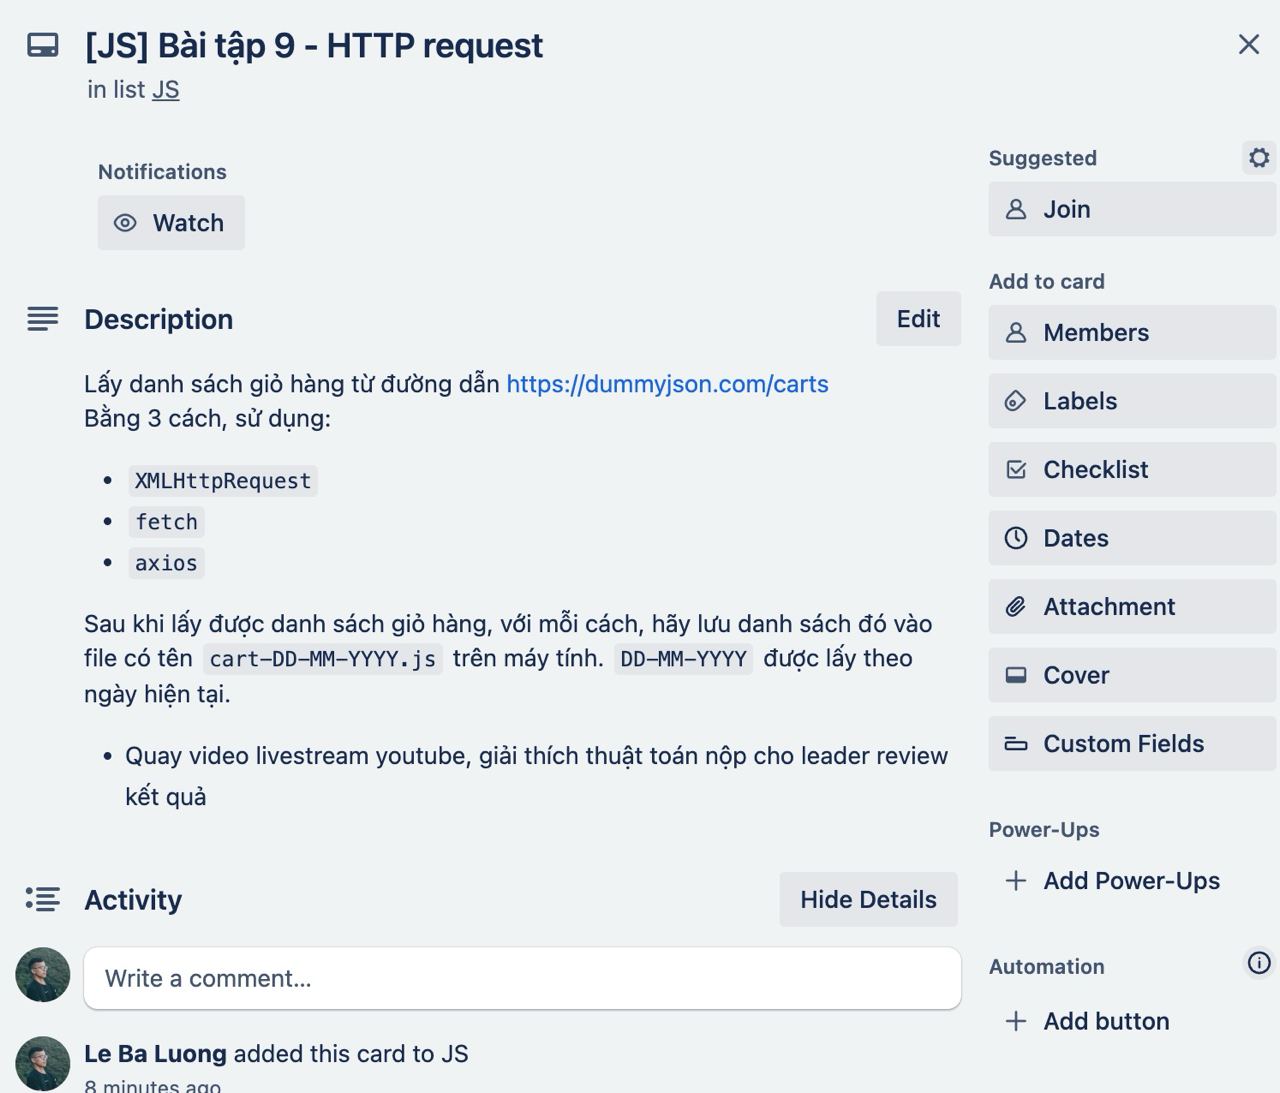 [JS] Bài tập 9 - HTTP request
in list JS
Notifications
Watch
Description
Edit
Lấy danh sách giỏ hàng từ đường dẫn https://dummyjson.com/carts
Bằng 3 cách, sử dụng:
• XMLHttpRequest
• fetch
• axios
Sau khi lấy được danh sách giỏ hàng, với mỗi cách, hãy lưu danh sách đó vào
file có tên cart-DD-MM-YYYY.js trên máy tính. DD-MM-YYYY được lấy theo
ngày hiện tại.
• Quay video livestream youtube, giải thích thuật toán nộp cho leader review
kết quả
Activity
Hide Details
Write a comment...
Le Ba Luong added this card to JS
8 minutes ago
Suggested
Join
Add to card
Members
Labels
Checklist
Dates
Attachment
Cover
Custom Fields
Power-Ups
+ Add Power-Ups
Automation
+ Add button